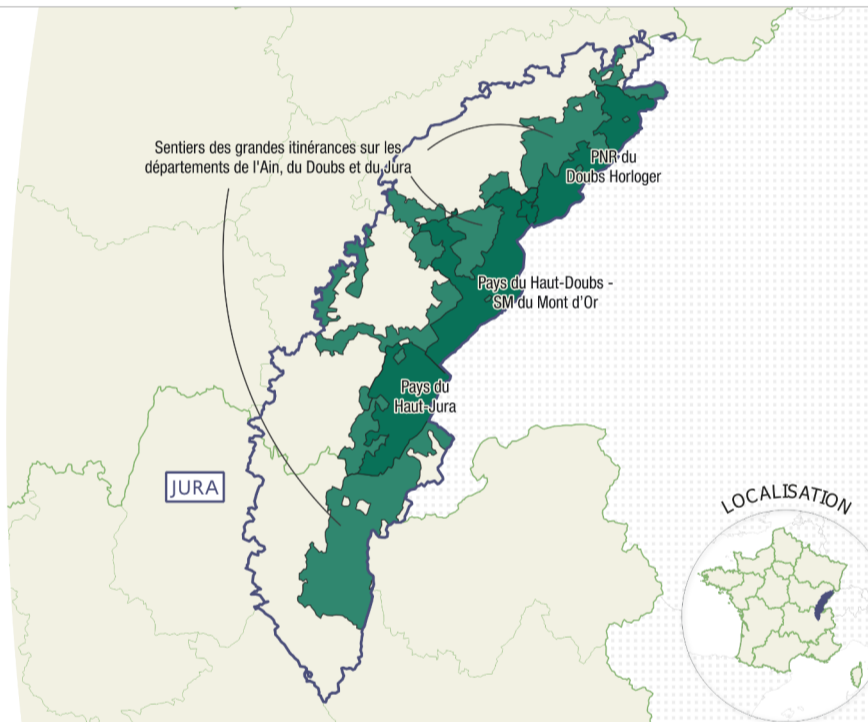 Sentiers des grandes itinérances sur les
départements de l'Ain, du Doubs et du Jura
PNR du
Doubs Horloger
Pays du Haut-Doubs -
SM du Mont d'Or
Pays du
Haut-Jura
JURA
LOCALISATION